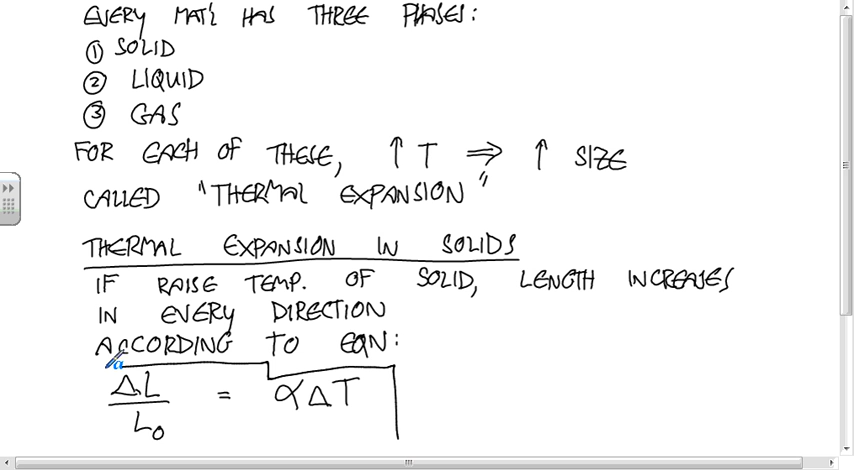 EVERY MAT'L HAS THREE PHASES:
① SOLID
② LIQUID
③ GAS
FOR EACH OF THESE, ↑ T ⇒ ↑ SIZE
CALLED "THERMAL EXPANSION"
THERMAL EXPANSION IN SOLIDS
IF RAISE TEMP. OF SOLID, LENGTH INCREASES
IN EVERY DIRECTION
ACCORDING TO EQN:
ΔL/L₀ = αΔT